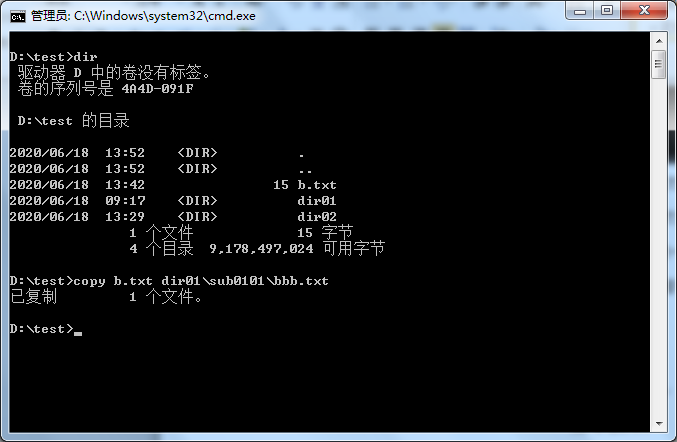 管理员: C:\Windows\system32\cmd.exe
D:\test>dir
驱动器 D 中的卷没有标签。
卷的序列号是 4A4D-091F
D:\test 的目录
2020/06/18  13:52    <DIR>          .
2020/06/18  13:52    <DIR>          ..
2020/06/18  13:42                15 b.txt
2020/06/18  09:17    <DIR>          dir01
2020/06/18  13:29    <DIR>          dir02
1 个文件             15 字节
4 个目录  9,178,497,024 可用字节
D:\test>copy b.txt dir01\sub0101\bbb.txt
已复制         1 个文件。
D:\test>